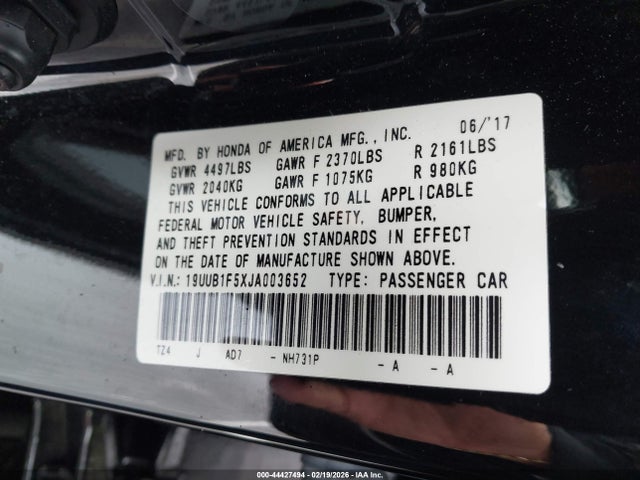 MFD. BY HONDA OF AMERICA MFG., INC. 06/'17
GVWR 4497LBS GAWR F 2370LBS R 2161LBS
GVWR 2040KG GAWR F 1075KG R 980KG
THIS VEHICLE CONFORMS TO ALL APPLICABLE
FEDERAL MOTOR VEHICLE SAFETY, BUMPER,
AND THEFT PREVENTION STANDARDS IN EFFECT
ON THE DATE OF MANUFACTURE SHOWN ABOVE.
V.I.N.: 19UUB1F5XJA003652 TYPE: PASSENGER CAR
TZ4 J AD7 - NH731P - A - A
000-44427494 - 02/19/2026 - IAAI.CA